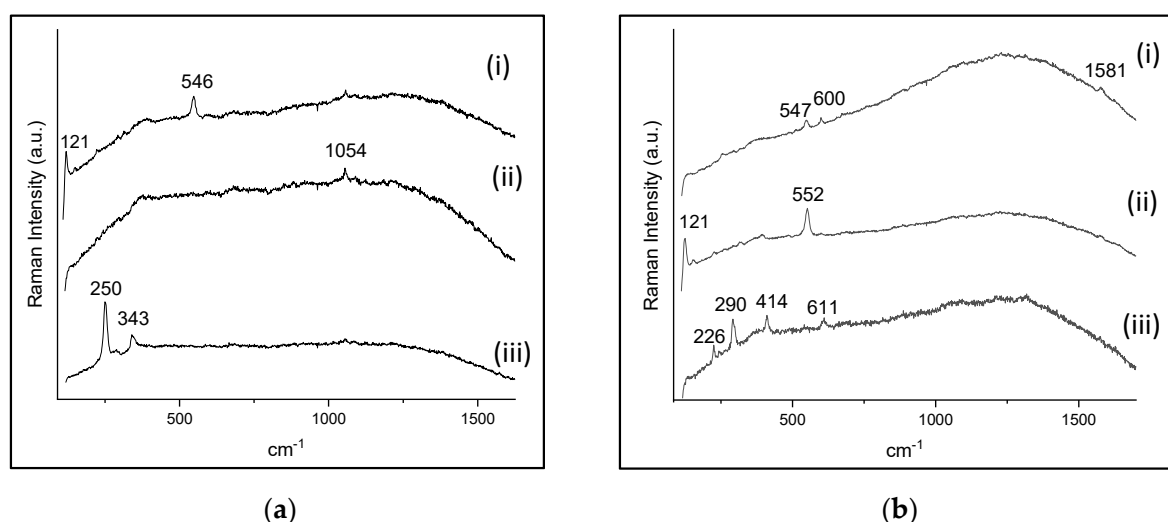 (i)
546
121
1054
(ii)
250
343
(iii)
Raman Intensity (a.u.)
500
1000
1500
cm⁻¹
(a)
(i)
1581
547
600
(ii)
552
121
290
414
611
226
(iii)
Raman Intensity (a.u.)
500
1000
1500
cm⁻¹
(b)